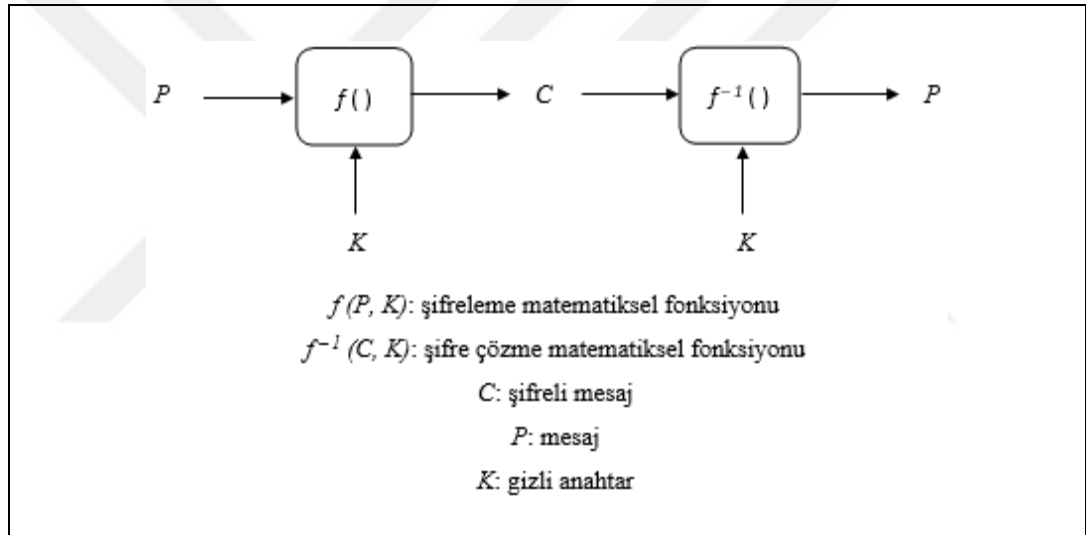 P f ( ) C f⁻¹ ( ) P
K K
f (P, K): şifreleme matematiksel fonksiyonu
f⁻¹ (C, K): şifre çözme matematiksel fonksiyonu
C: şifreli mesaj
P: mesaj
K: gizli anahtar